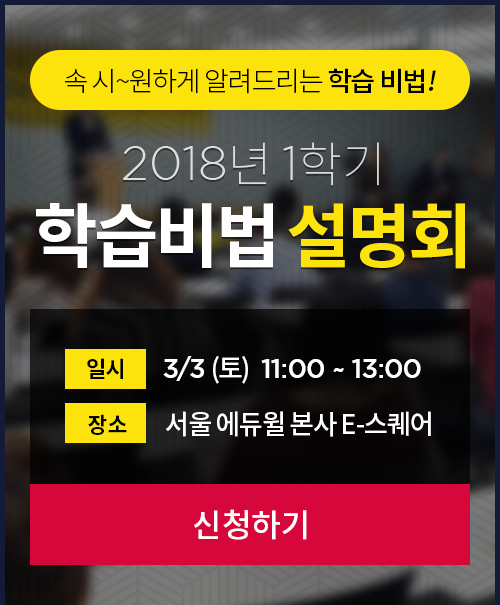 속 시~원하게 알려드리는 학습 비법!
2018년 1학기
학습비법 설명회
일시 3/3 (토) 11:00 ~ 13:00
장소 서울 에듀윌 본사 E-스퀘어
신청하기